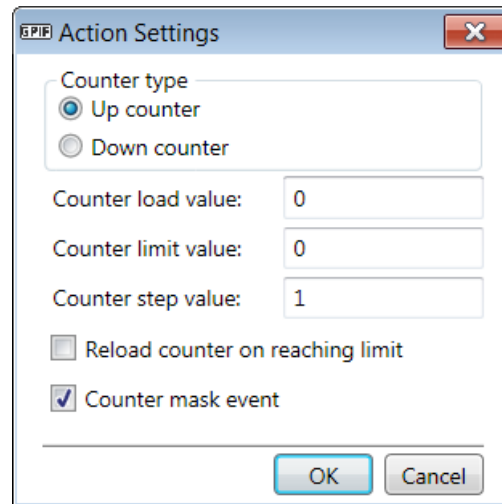 GPIF Action Settings
Counter type
Up counter
Down counter
Counter load value: 0
Counter limit value: 0
Counter step value: 1
Reload counter on reaching limit
Counter mask event
OK Cancel